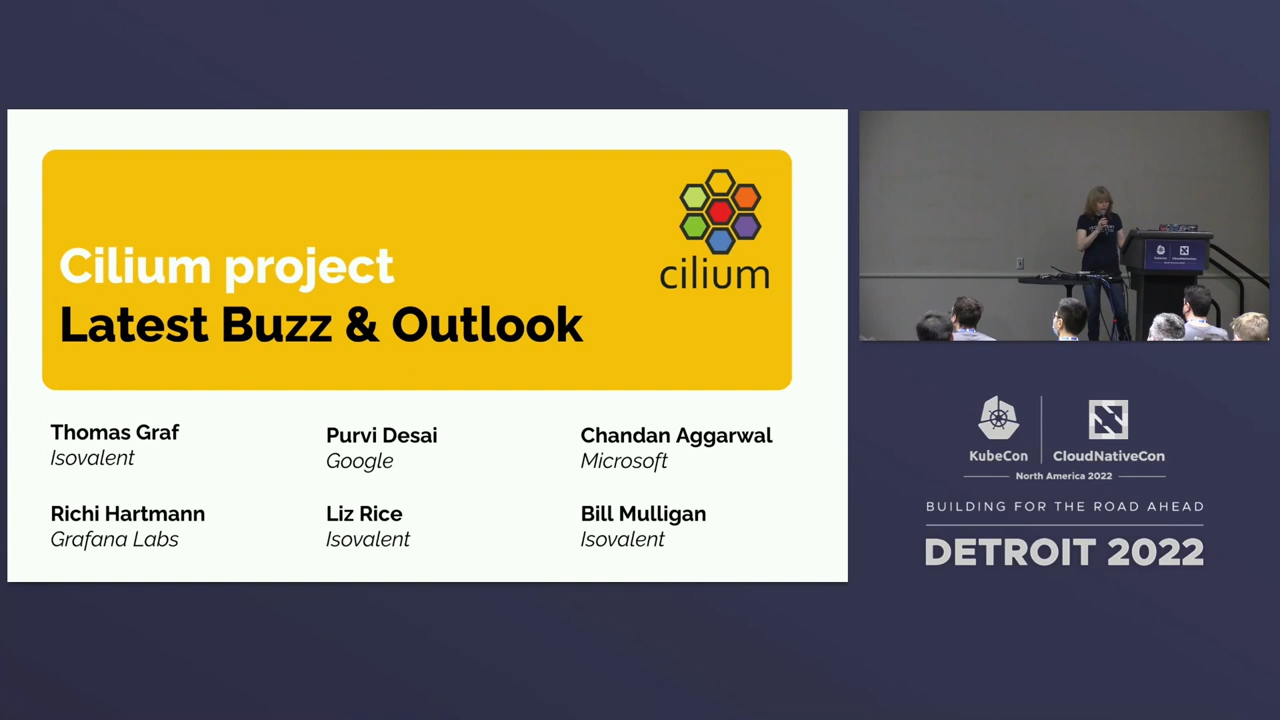 Cilium project
Latest Buzz & Outlook
cilium
Thomas Graf
Isovalent
Purvi Desai
Google
Chandan Aggarwal
Microsoft
Richi Hartmann
Grafana Labs
Liz Rice
Isovalent
Bill Mulligan
Isovalent
KubeCon
CloudNativeCon
North America 2022
BUILDING FOR THE ROAD AHEAD
DETROIT 2022